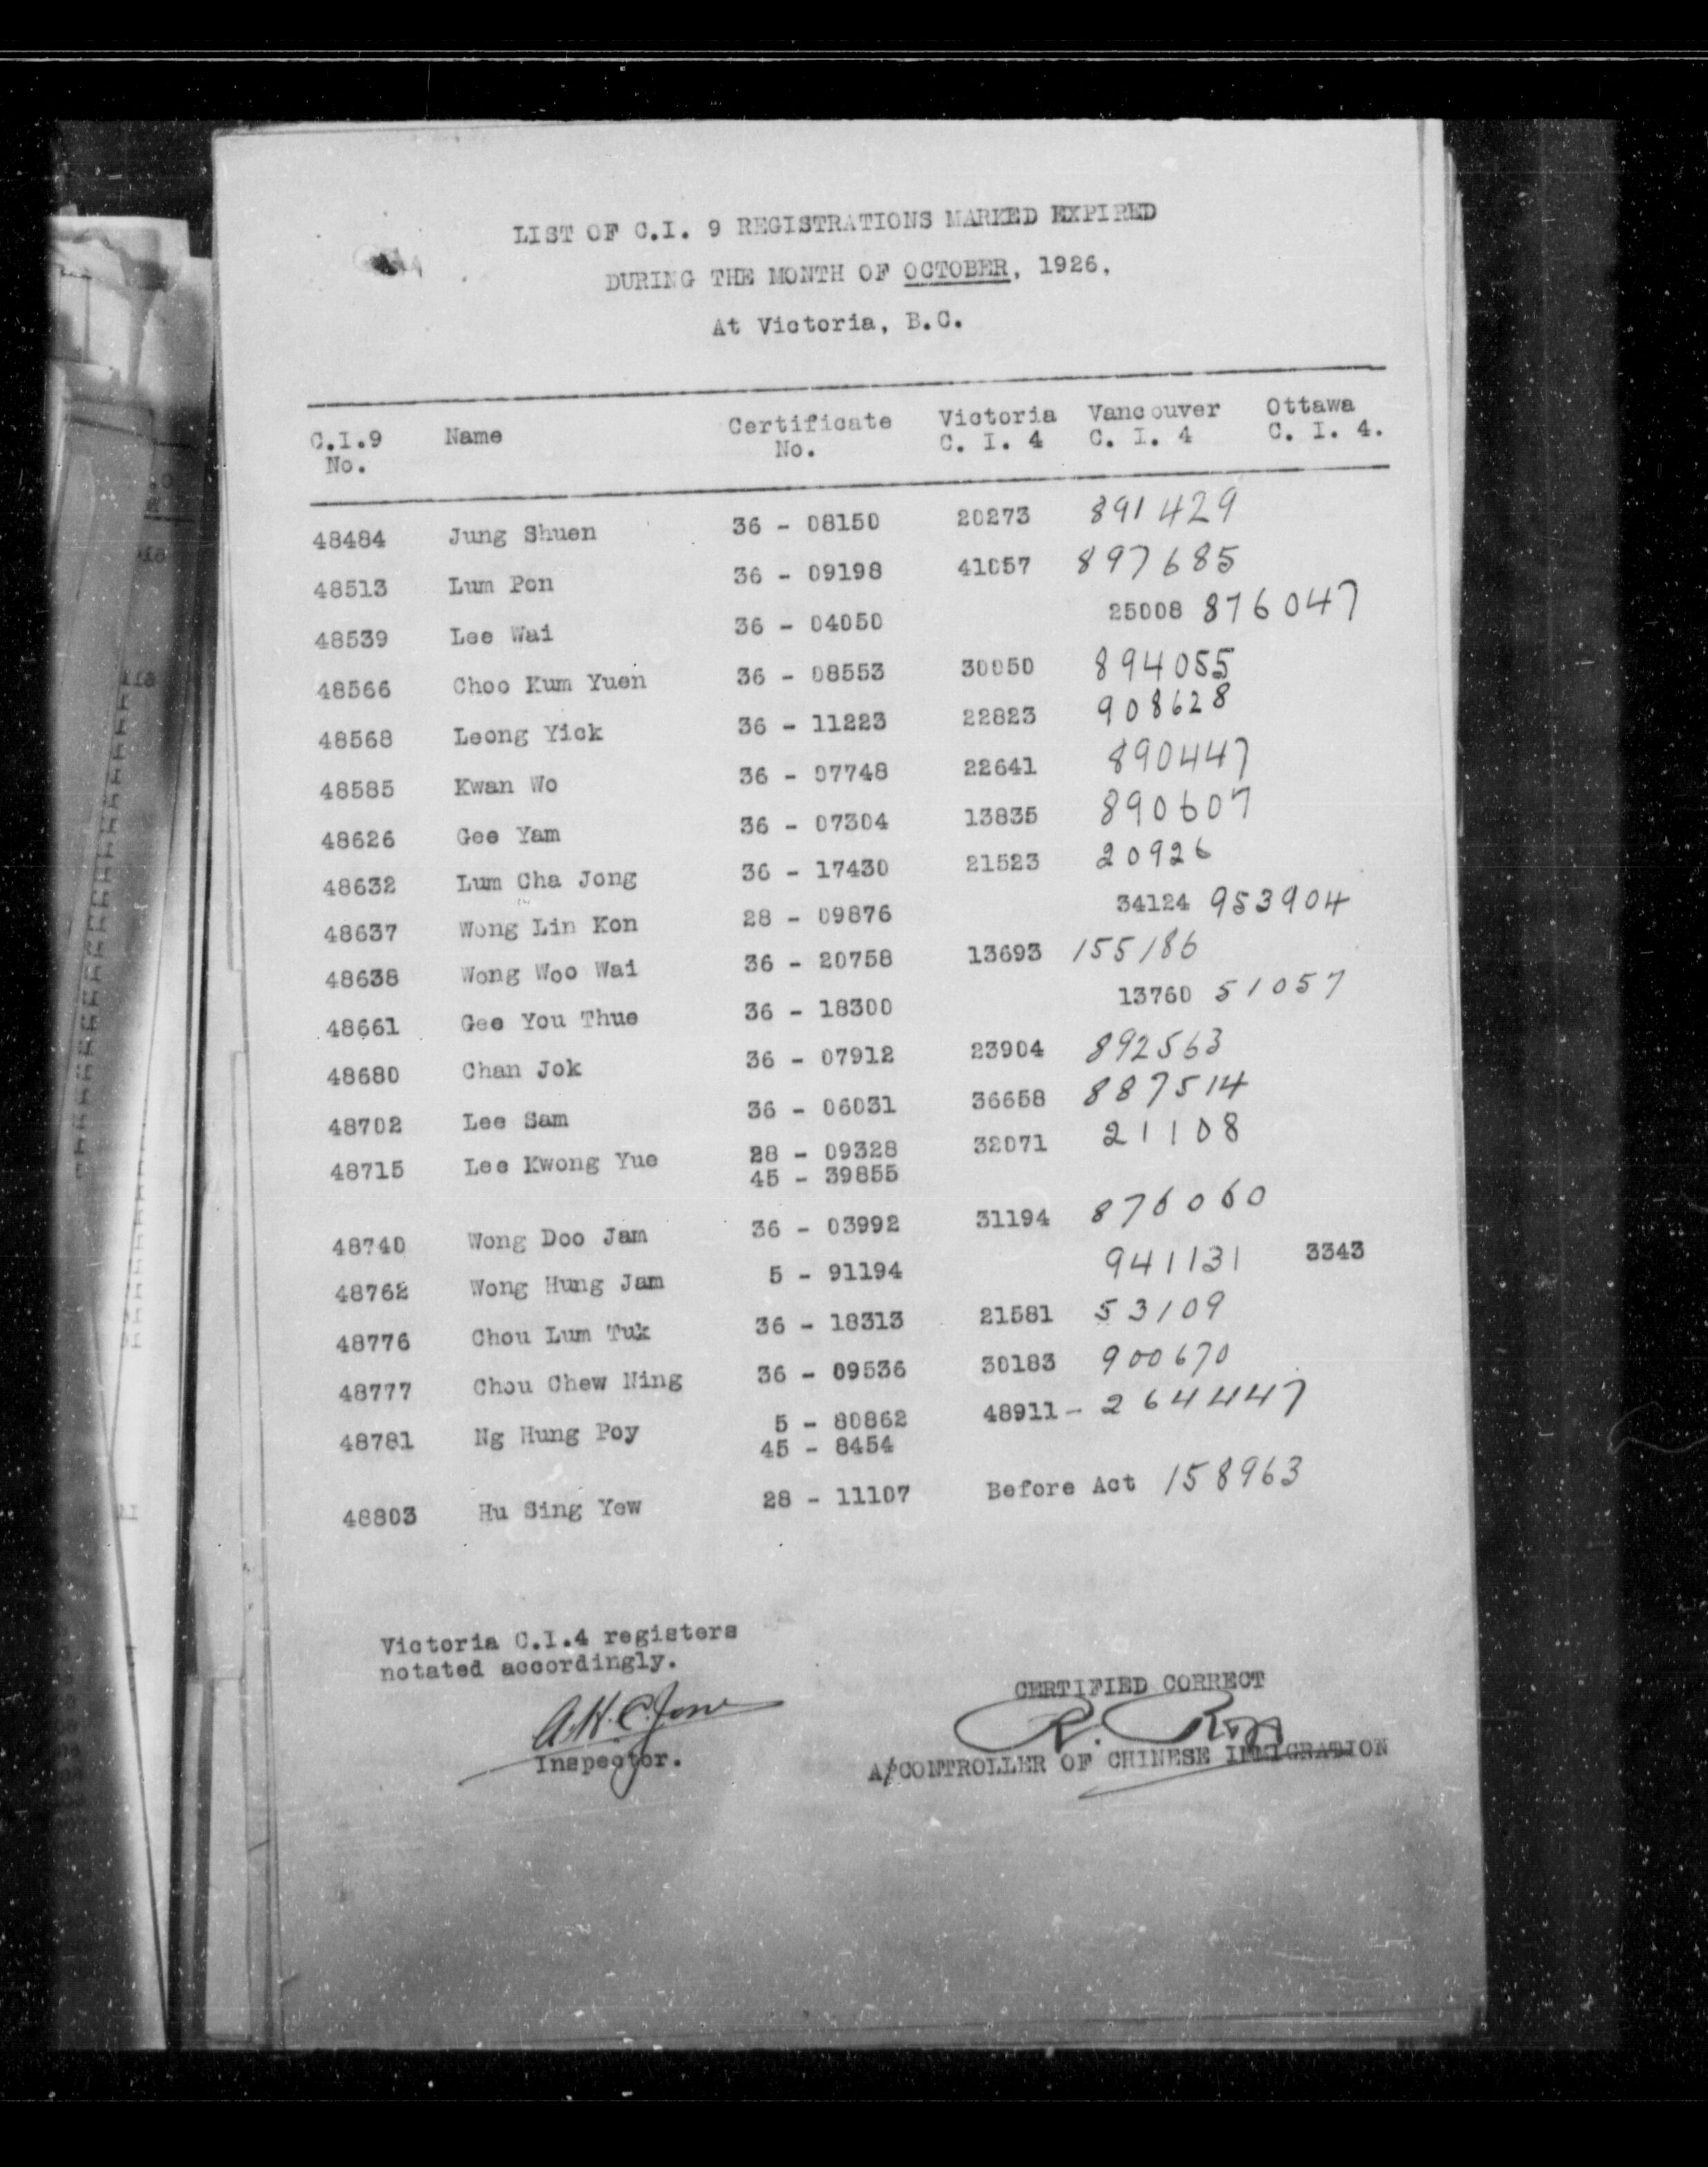 LIST OF C.I. 9 REGISTRATIONS MARKED EXPIRED
DURING THE MONTH OF OCTOBER, 1926.
At Victoria, B.C.
C.I.9 Name Certificate Victoria Vancouver Ottawa
No. No. C. I. 4 C. I. 4 C. I. 4.
48484 Jung Shuen 36 - 08150 20273 891429
48513 Lum Pon 36 - 09198 41057 897685
48539 Lee Wai 36 - 04050 25008 876047
48566 Choo Kum Yuen 36 - 08553 30050 894055
48568 Leong Yick 36 - 11223 22823 908628
48585 Kwan Wo 36 - 07748 22641 890447
48626 Gee Yam 36 - 07304 13835 890607
48632 Lum Cha Jong 36 - 17430 21523 20926
48637 Wong Lin Kon 28 - 09876 34124 953904
48638 Wong Woo Wai 36 - 20758 13693 155186
48661 Gee You Thue 36 - 18300 13760 51057
48680 Chan Jok 36 - 07912 23904 892563
48702 Lee Sam 36 - 06031 36658 887514
48715 Lee Kwong Yue 28 - 09328 32071 21108
45 - 39855
48740 Wong Doo Jam 36 - 03992 31194 876060
48762 Wong Hung Jam 5 - 91194 941131 3343
48776 Chou Lum Tuk 36 - 18313 21581 53109
48777 Chou Chew Ning 36 - 09536 30183 900670
48781 Ng Hung Poy 5 - 80862 48911 - 264447
45 - 8454
48803 Hu Sing Yew 28 - 11107 Before Act 158963
Victoria C.I.4 registers
notated accordingly.
CERTIFIED CORRECT
A.H.C. Jone
Inspector.
A/CONTROLLER OF CHINESE IMMIGRATION